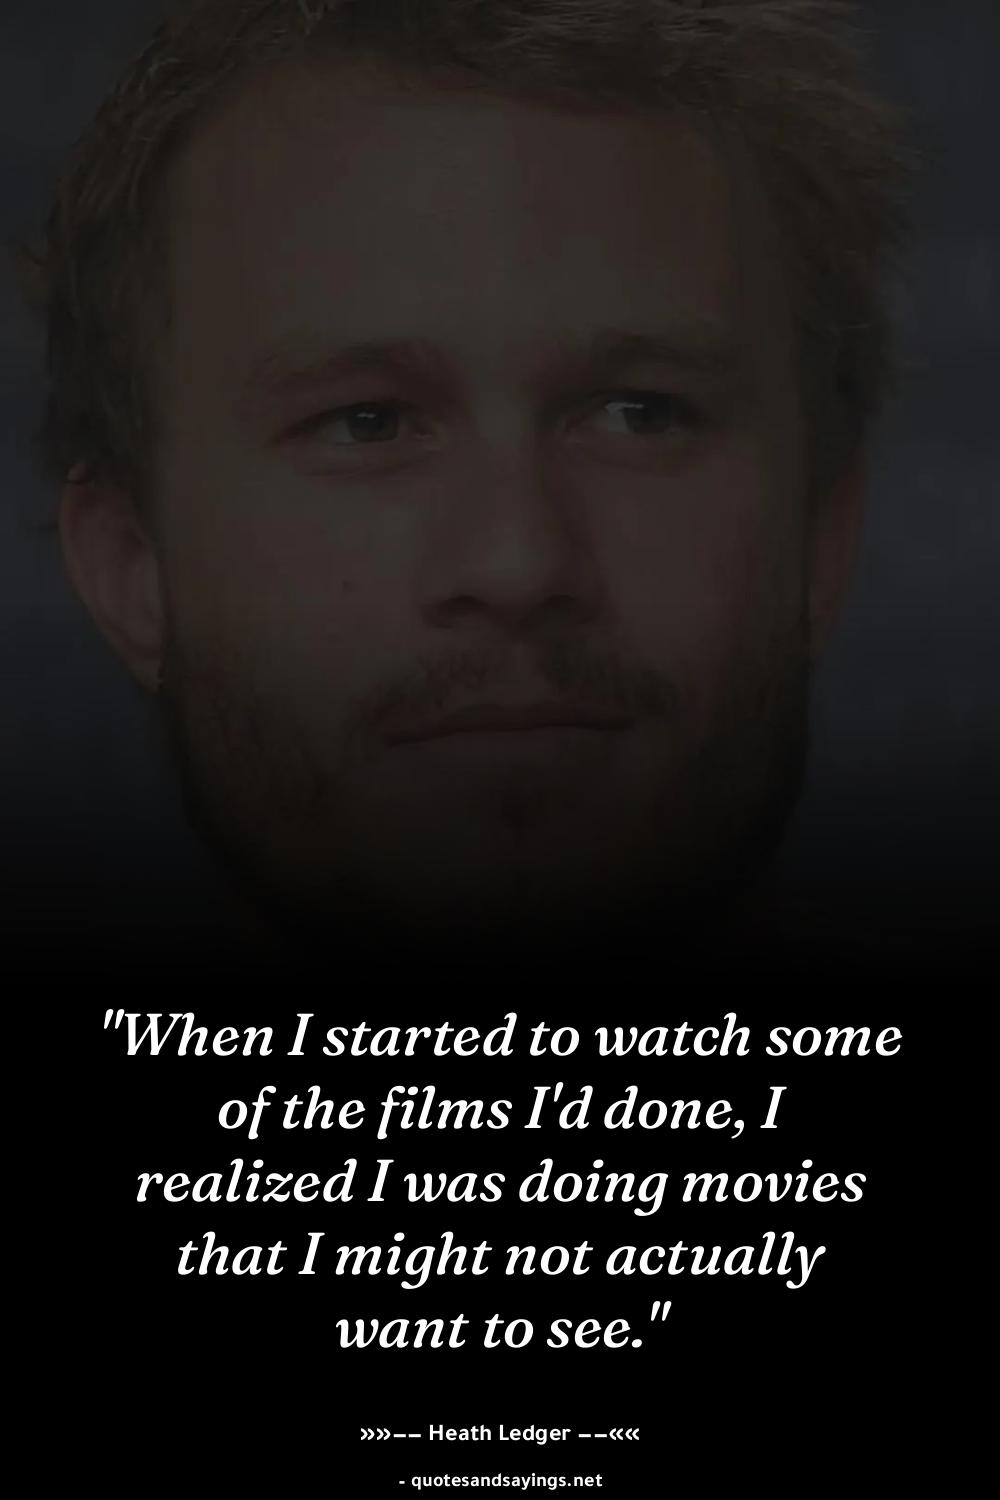 "When I started to watch some
of the films I'd done, I
realized I was doing movies
that I might not actually
want to see."
»»−− Heath Ledger −−««
- quotesandsayings.net